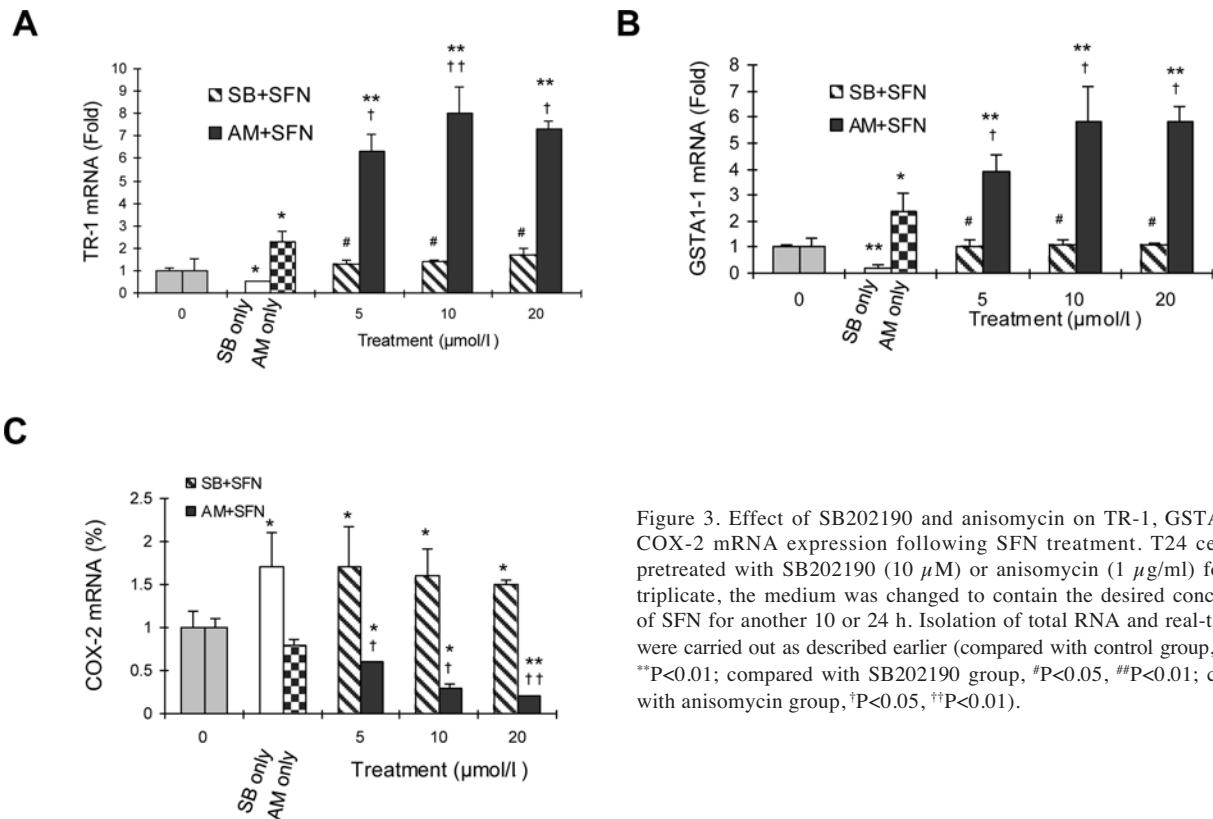 A
TR-1 mRNA (Fold)
10
9
8
7
6
5
4
3
2
1
0
SB+SFN
AM+SFN
*
*
#
**
†
#
**
††
#
**
†
0
SB only
AM only
5
10
20
Treatment (µmol/l )
B
GSTA1-1 mRNA (Fold)
8
7
6
5
4
3
2
1
0
SB+SFN
AM+SFN
**
*
#
**
†
#
**
†
#
**
†
0
SB only
AM only
5
10
20
Treatment (µmol/l)
C
COX-2 mRNA (%)
2.5
2
1.5
1
0.5
0
SB+SFN
AM+SFN
*
*
*
†
*
*
†
*
**
††
0
SB only
AM only
5
10
20
Treatment (µmol/l )
Figure 3. Effect of SB202190 and anisomycin on TR-1, GSTA
COX-2 mRNA expression following SFN treatment. T24 ce
pretreated with SB202190 (10 µM) or anisomycin (1 µg/ml) fo
triplicate, the medium was changed to contain the desired conc
of SFN for another 10 or 24 h. Isolation of total RNA and real-t
were carried out as described earlier (compared with control group,
**P<0.01; compared with SB202190 group, #P<0.05, ##P<0.01; c
with anisomycin group, †P<0.05, ††P<0.01).